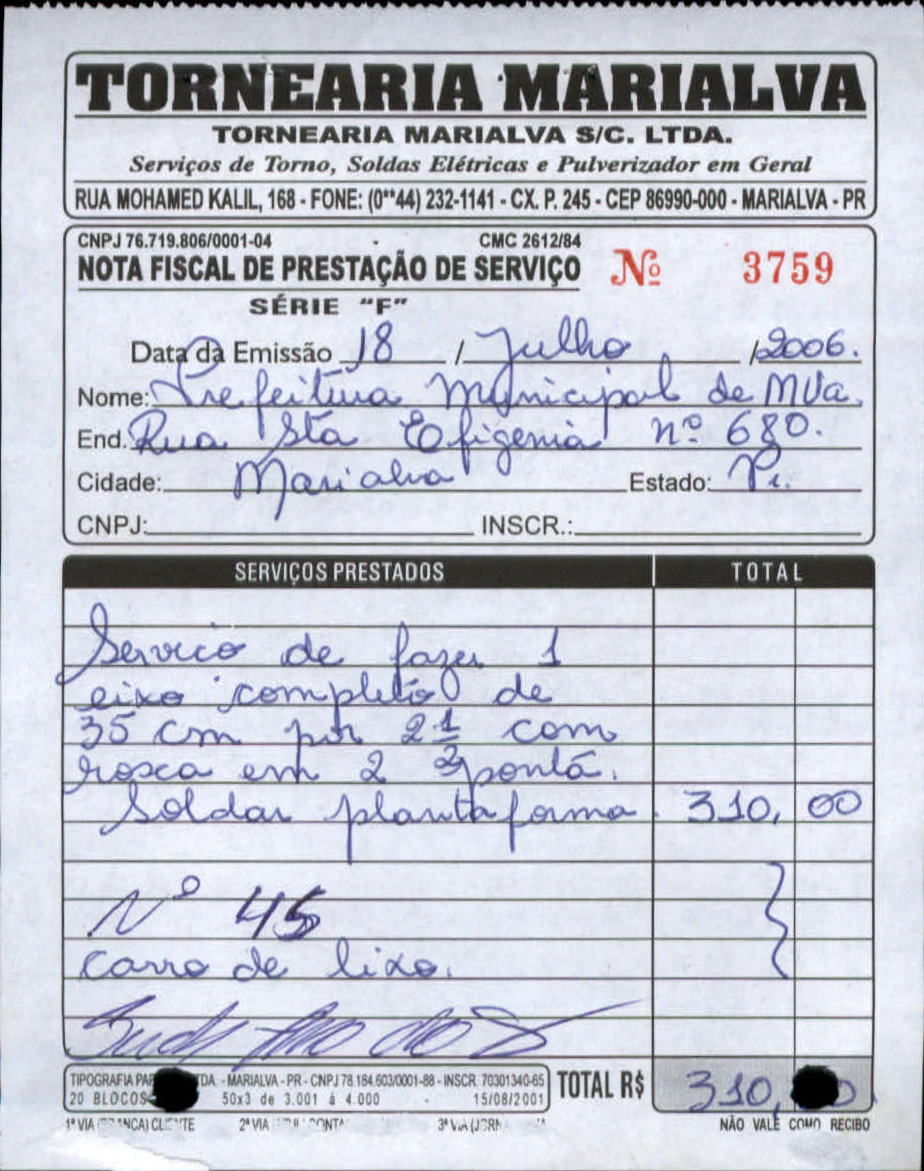 TORNEARIA MARIALVA
TORNEARIA MARIALVA S/C. LTDA.
Serviços de Torno, Soldas Elétricas e Pulverizador em Geral
RUA MOHAMED KALIL, 168 - FONE: (0**44) 232-1141 - CX. P. 245 - CEP 86990-000 - MARIALVA - PR
CNPJ 76.719.806/0001-04 CMC 2612/84
NOTA FISCAL DE PRESTAÇÃO DE SERVIÇO Nº 3759
SÉRIE "F"
Data da Emissão 18 / Julho / 2006.
Nome: Prefeitura Municipal de MVa.
End. Rua Sta Efigenia nº 680.
Cidade: Marialva Estado: Pr.
CNPJ: INSCR.:
SERVIÇOS PRESTADOS TOTAL
Servico de fazer 1
eixo completo de
35 cm por 2 1/2 com
rosca em 2 ponta.
Soldar plantaforma. 310,00
Nº 45
carro de lixo.
TIPOGRAFIA LTDA. - MARIALVA - PR - CNPJ 78.184.603/0001-88 - INSCR. 70301340-65
20 BLOCOS 50x3 de 3.001 á 4.000 - 15/08/2001
TOTAL R$ 310,
1ª VIA (BRANCA) CLIENTE 2ª VIA 3ª VIA NÃO VALE COMO RECIBO